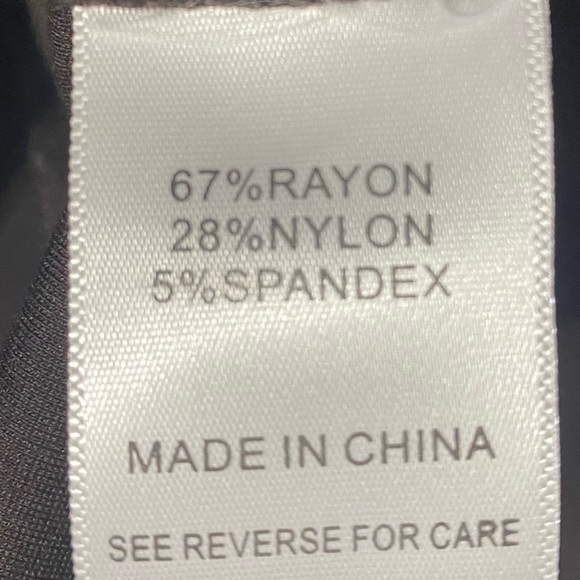 67%RAYON
28%NYLON
5%SPANDEX
MADE IN CHINA
SEE REVERSE FOR CARE